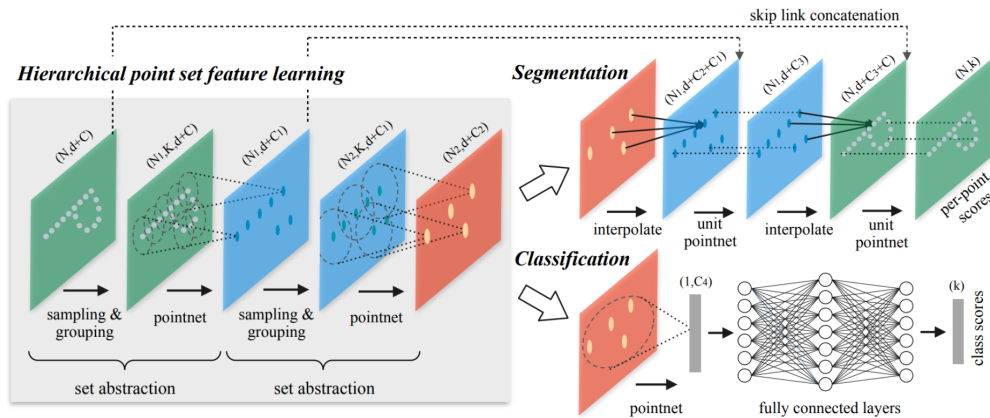 skip link concatenation
Hierarchical point set feature learning
(N,d+C)
(N1,K,d+C)
(N1,d+C1)
(N2,K,d+C1)
(N2,d+C2)
sampling &
grouping
pointnet
sampling &
grouping
pointnet
set abstraction
set abstraction
Segmentation
(N1,d+C2+C1)
(N1,d+C3)
(N,d+C3+C)
(N,k)
per-point
scores
interpolate
unit
pointnet
interpolate
unit
pointnet
Classification
(1,C4)
(k)
class scores
pointnet
fully connected layers